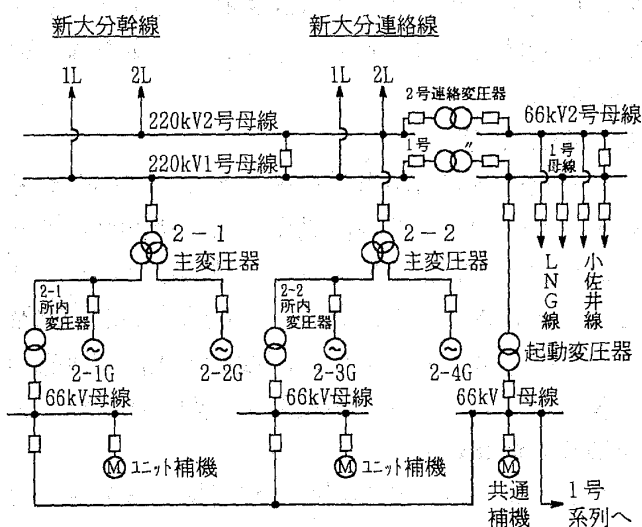 新大分幹線
新大分連絡線
1L
2L
1L
2L
2号連絡変圧器
66kV2号母線
220kV2号母線
1号 〃
1号
母線
220kV1号母線
2-1
主変圧器
2-2
主変圧器
LNG線
小佐井線
2-1
所内
変圧器
2-2
所内
変圧器
起動変圧器
2-1G
2-2G
2-3G
2-4G
66kV母線
66kV母線
66kV 母線
M
ユニット補機
M
ユニット補機
M
共通
補機
1号
系列へ